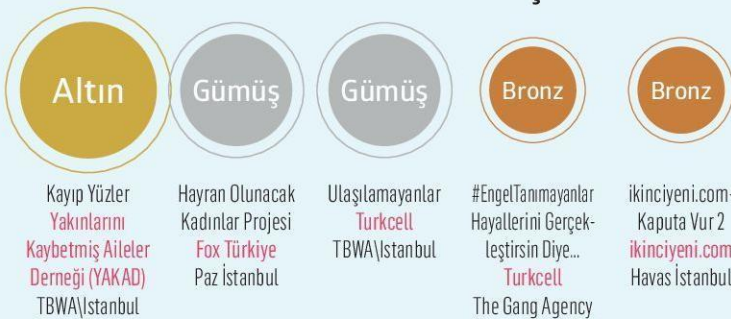 Altın
Gümüş
Gümüş
Bronz
Bronz
Kayıp Yüzler
Yakınlarını
Kaybetmiş Aileler
Derneği (YAKAD)
TBWA\Istanbul
Hayran Olunacak
Kadınlar Projesi
Fox Türkiye
Paz İstanbul
Ulaşılamayanlar
Turkcell
TBWA\Istanbul
#EngelTanımayanlar
Hayallerini Gerçek-
leştirsin Diye...
Turkcell
The Gang Agency
ikinciyeni.com-
Kaputa Vur 2
ikinciyeni.com
Havas İstanbul